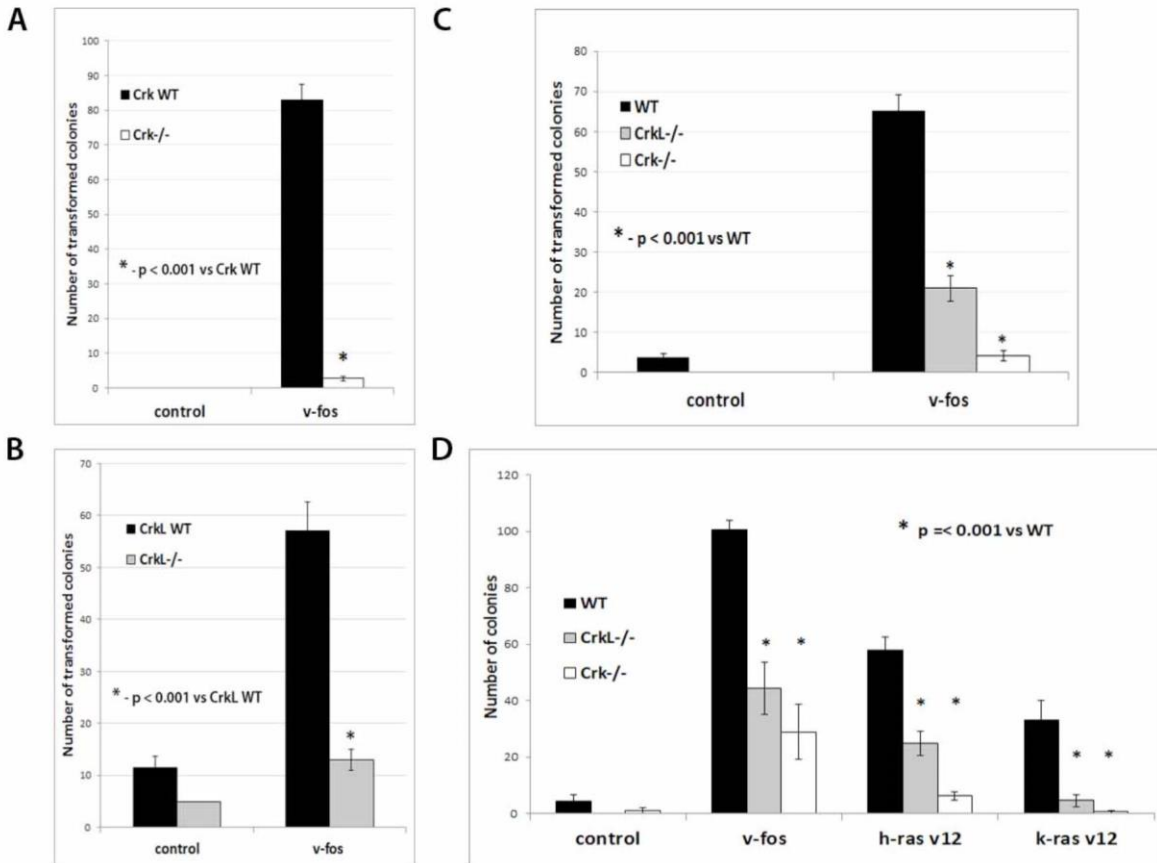 A
Number of transformed colonies
100
90
80
70
60
50
40
30
20
10
0
Crk WT
Crk-/-
* - p < 0.001 vs Crk WT
*
control
v-fos
B
Number of transformed colonies
70
60
50
40
30
20
10
0
CrkL WT
CrkL-/-
* - p < 0.001 vs CrkL WT
*
control
v-fos
C
Number of transformed colonies
80
70
60
50
40
30
20
10
0
WT
CrkL-/-
Crk-/-
* - p < 0.001 vs WT
*
*
control
v-fos
D
Number of colonies
120
100
80
60
40
20
0
* p =< 0.001 vs WT
WT
CrkL-/-
Crk-/-
* *
* *
* *
control
v-fos
h-ras v12
k-ras v12